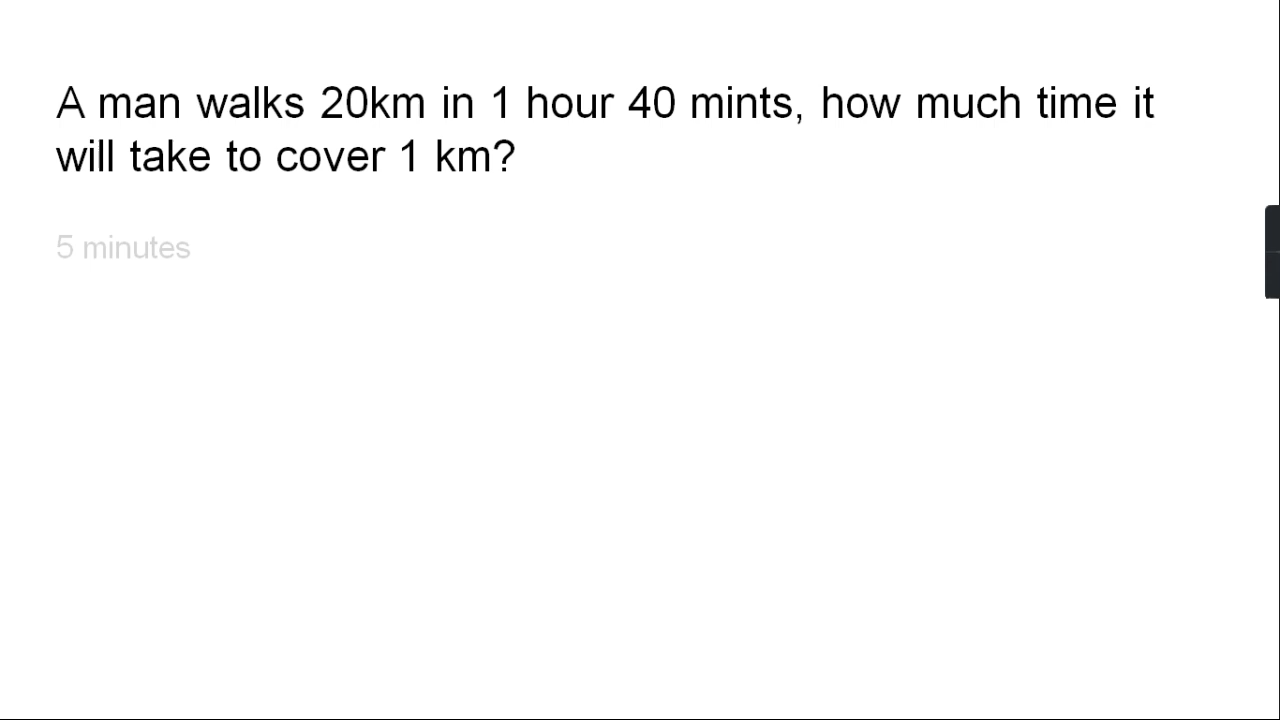 A man walks 20km in 1 hour 40 mints, how much time it
will take to cover 1 km?
5 minutes